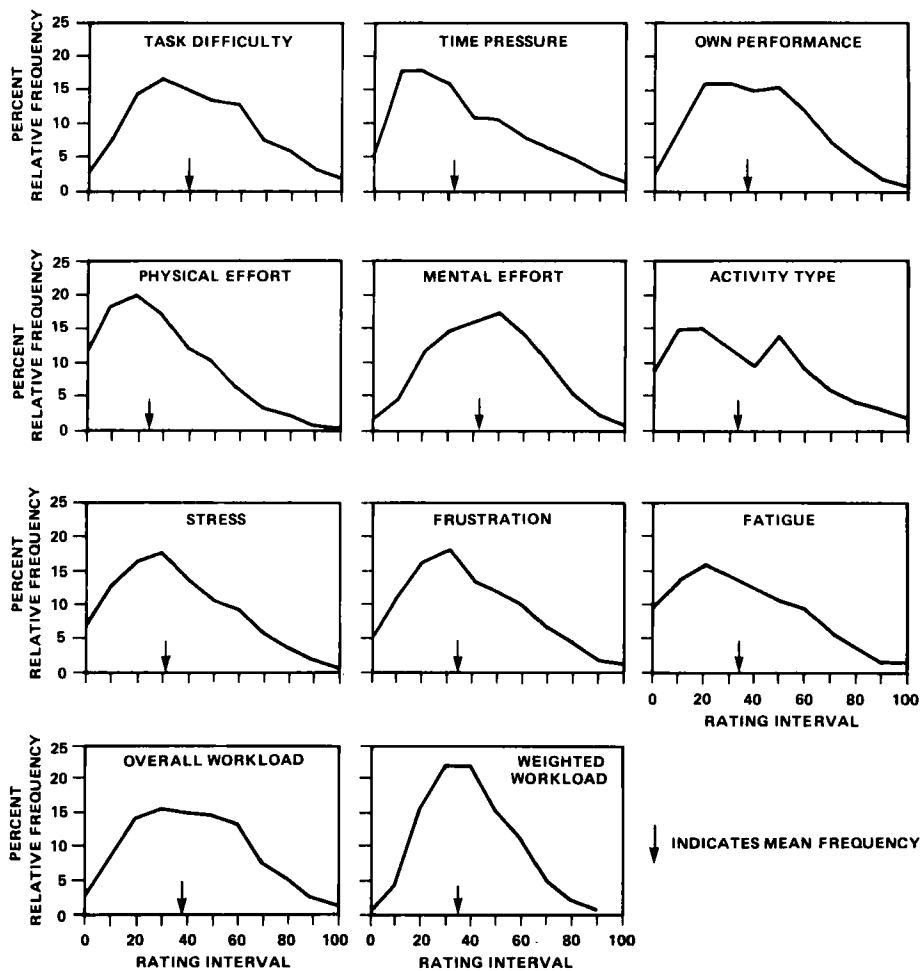 PERCENT
RELATIVE FREQUENCY
25
20
15
10
5
0
TASK DIFFICULTY
TIME PRESSURE
OWN PERFORMANCE
PERCENT
RELATIVE FREQUENCY
25
20
15
10
5
0
PHYSICAL EFFORT
MENTAL EFFORT
ACTIVITY TYPE
PERCENT
RELATIVE FREQUENCY
25
20
15
10
5
0
STRESS
FRUSTRATION
FATIGUE
0 20 40 60 80 100
RATING INTERVAL
PERCENT
RELATIVE FREQUENCY
25
20
15
10
5
0
OVERALL WORKLOAD
0 20 40 60 80 100
RATING INTERVAL
WEIGHTED
WORKLOAD
0 20 40 60 80 100
RATING INTERVAL
INDICATES MEAN FREQUENCY